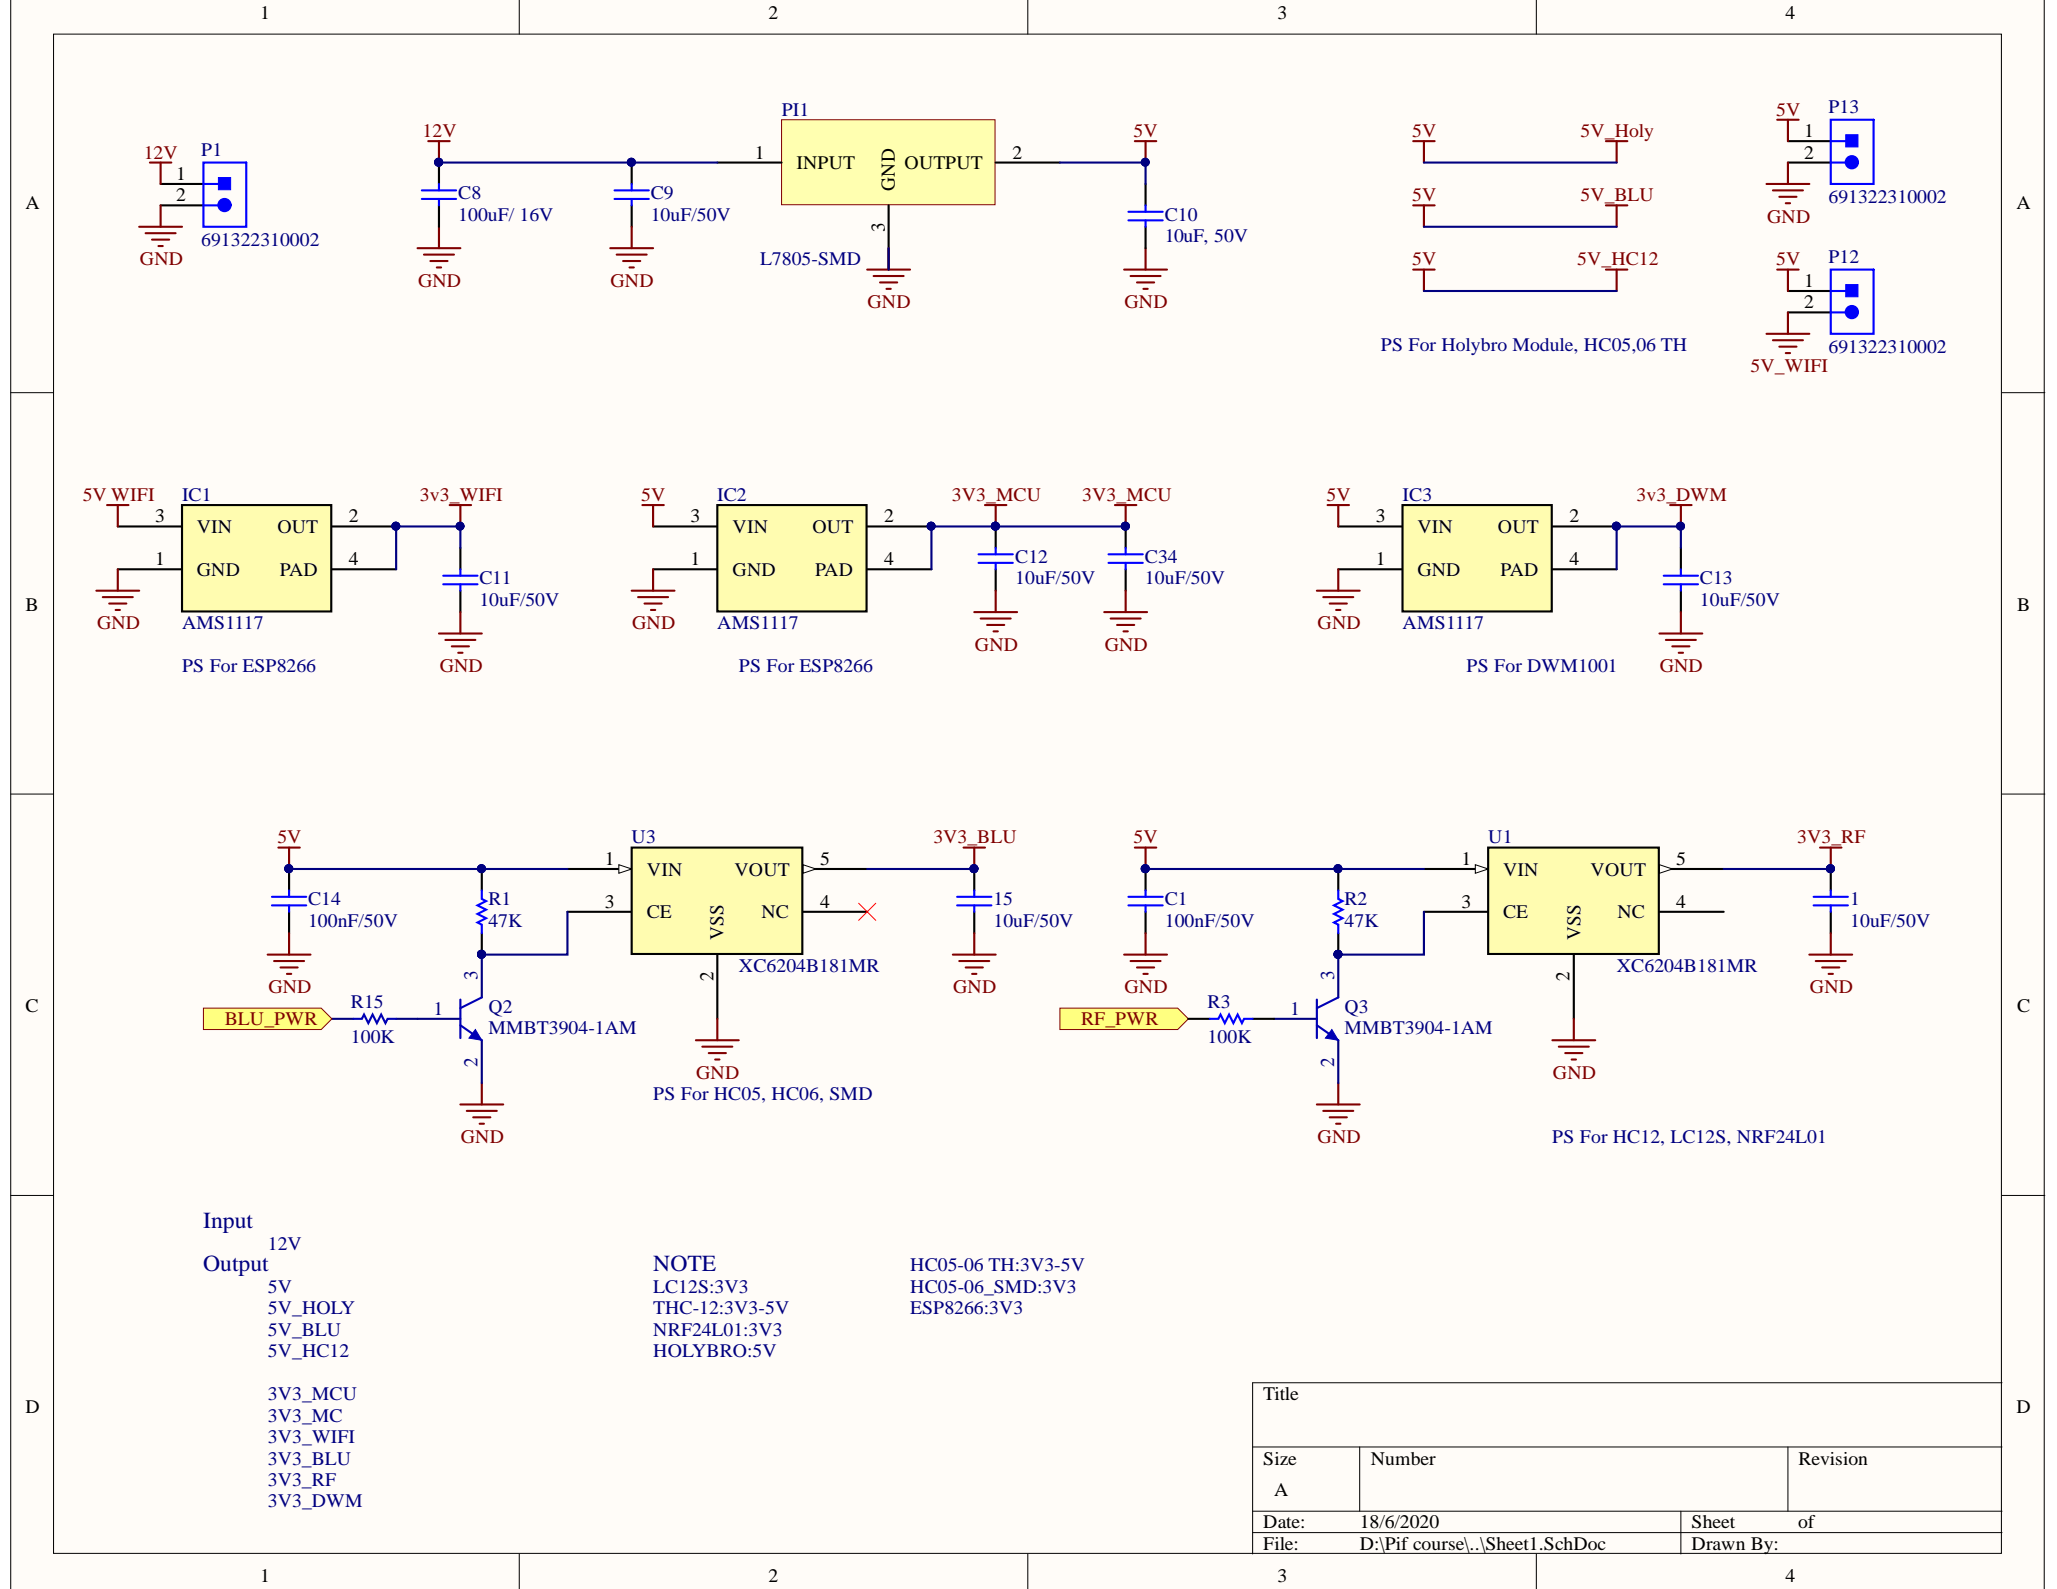 1 2 3 4
A
A
12V
P1
1
2
GND
691322310002
12V
C8
100uF/ 16V
GND
C9
10uF/50V
GND
PI1
1
INPUT
GND
OUTPUT
2
3
L7805-SMD
GND
5V
C10
10uF, 50V
GND
5V
5V_Holy
5V
5V_BLU
5V
5V_HC12
PS For Holybro Module, HC05,06 TH
5V
P13
1
2
GND
691322310002
5V
P12
1
2
5V_WIFI
691322310002
B
B
5V WIFI
IC1
3v3_WIFI
3
VIN
OUT
2
1
GND
PAD
4
C11
10uF/50V
GND
AMS1117
GND
PS For ESP8266
5V
IC2
3V3_MCU
3V3_MCU
3
VIN
OUT
2
1
GND
PAD
4
C12
10uF/50V
C34
10uF/50V
GND
AMS1117
GND
GND
PS For ESP8266
5V
IC3
3v3_DWM
3
VIN
OUT
2
1
GND
PAD
4
C13
10uF/50V
GND
AMS1117
GND
PS For DWM1001
C
C
5V
C14
100nF/50V
GND
R1
47K
U3
1
VIN
VOUT
5
3
CE
VSS
NC
4
2
XC6204B181MR
3V3_BLU
15
10uF/50V
GND
BLU_PWR
R15
100K
1
3
Q2
MMBT3904-1AM
2
GND
GND
PS For HC05, HC06, SMD
5V
C1
100nF/50V
GND
R2
47K
U1
1
VIN
VOUT
5
3
CE
VSS
NC
4
2
XC6204B181MR
3V3_RF
1
10uF/50V
GND
RF_PWR
R3
100K
1
3
Q3
MMBT3904-1AM
2
GND
GND
PS For HC12, LC12S, NRF24L01
D
D
Input
12V
Output
5V
5V_HOLY
5V_BLU
5V_HC12
3V3_MCU
3V3_MC
3V3_WIFI
3V3_BLU
3V3_RF
3V3_DWM
NOTE
LC12S:3V3
THC-12:3V3-5V
NRF24L01:3V3
HOLYBRO:5V
HC05-06 TH:3V3-5V
HC05-06_SMD:3V3
ESP8266:3V3
Title
Size
A
Number
Revision
Date: 18/6/2020 Sheet of
File: D:\Pif course\..\Sheet1.SchDoc Drawn By:
1 2 3 4